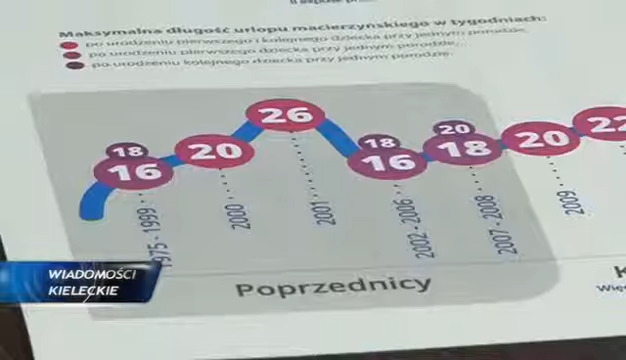 Maksymalna długość urlopu macierzyńskiego w tygodniach:
po urodzeniu pierwszego i kolejnego dziecka przy jednym porodzie,
po urodzeniu pierwszego dziecka przy jednym porodzie,
po urodzeniu kolejnego dziecka przy jednym porodzie.
18 16 20 26 18 16 20 18 20 22
1975 - 1999 2000 2001 2002 - 2006 2007 - 2008 2009
Poprzednicy
WIADOMOŚCI
KIELECKIE